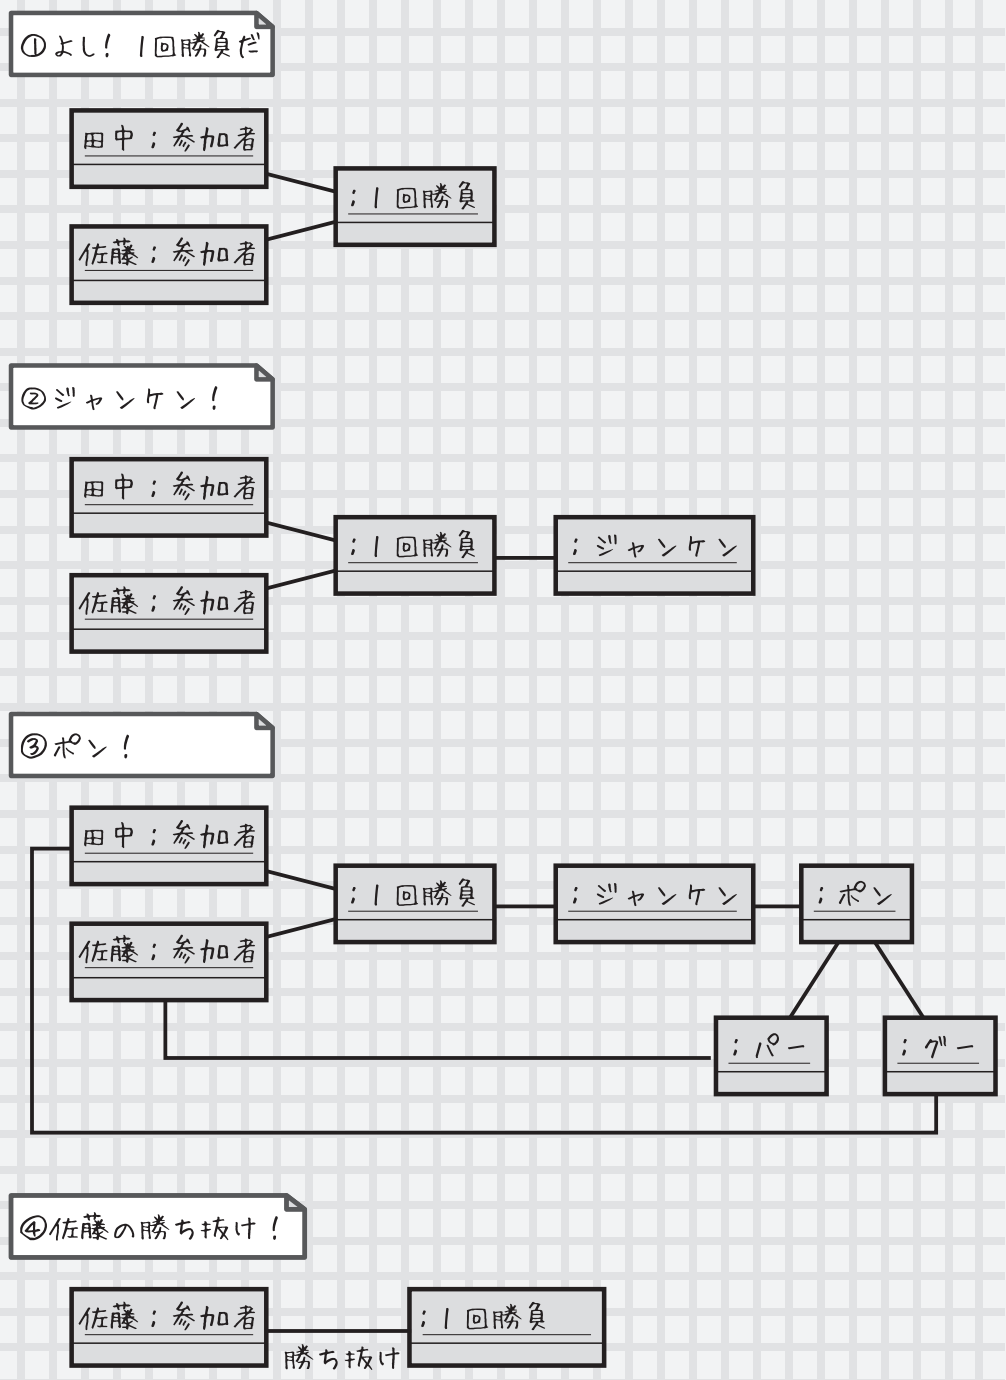 ①よし！ 1回勝負だ
田中：参加者
：1回勝負
佐藤：参加者
②ジャンケン！
田中：参加者
：1回勝負
：ジャンケン
佐藤：参加者
③ポン！
田中：参加者
：1回勝負
：ジャンケン
：ポン
佐藤：参加者
：パー
：グー
④佐藤の勝ち抜け！
佐藤：参加者
：1回勝負
勝ち抜け